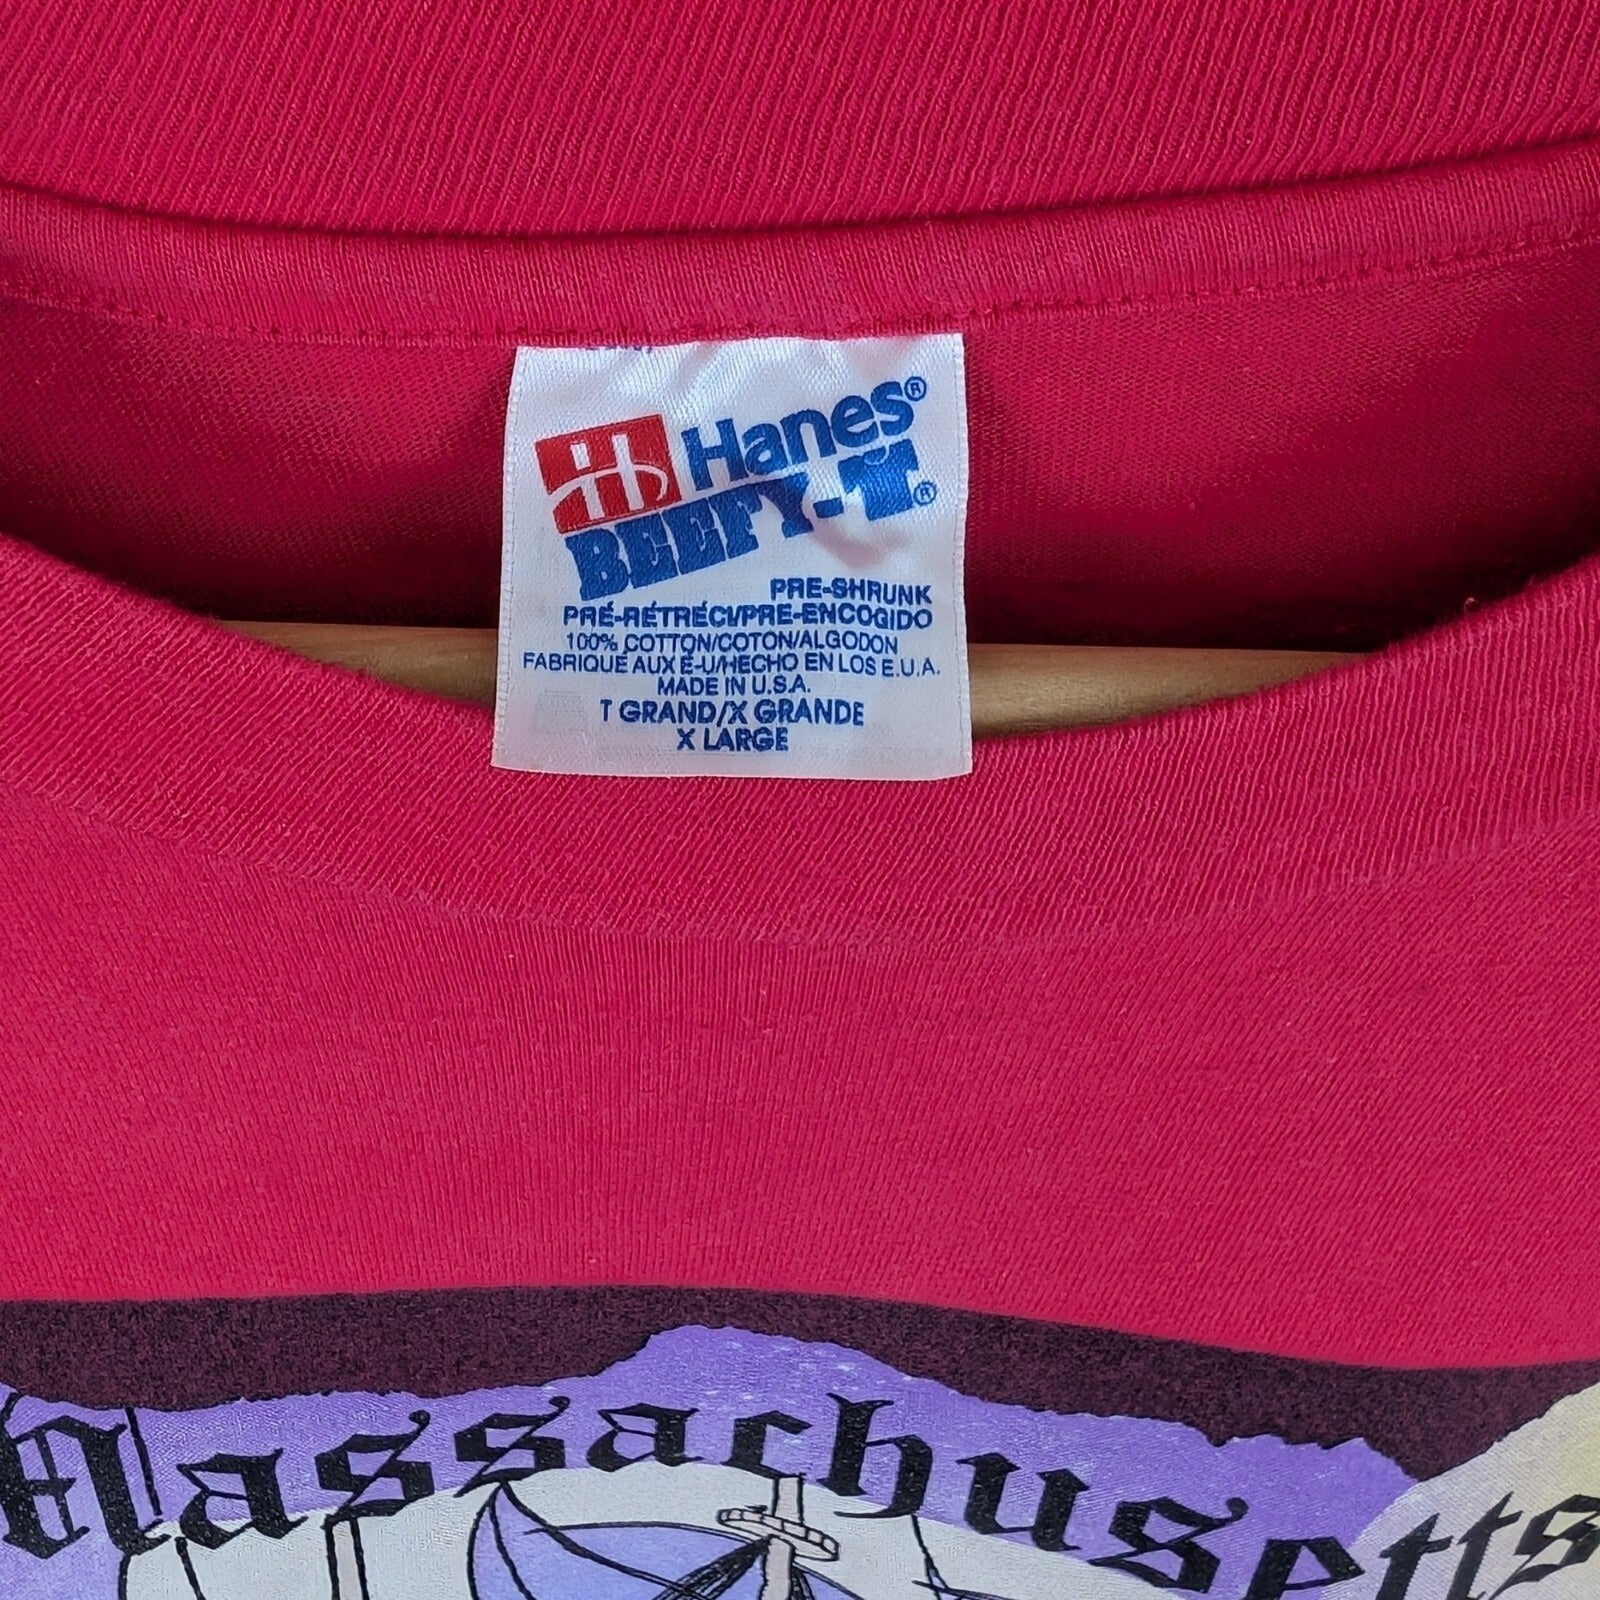 Hanes®
BEEFY-T.®
PRE-SHRUNK
PRÉ-RÉTRÉCI/PRE-ENCOGIDO
100% COTTON/COTON/ALGODON
FABRIQUÉ AUX É-U/HECHO EN LOS E.U.A.
MADE IN U.S.A.
T GRAND/X GRANDE
X LARGE
Massachusetts